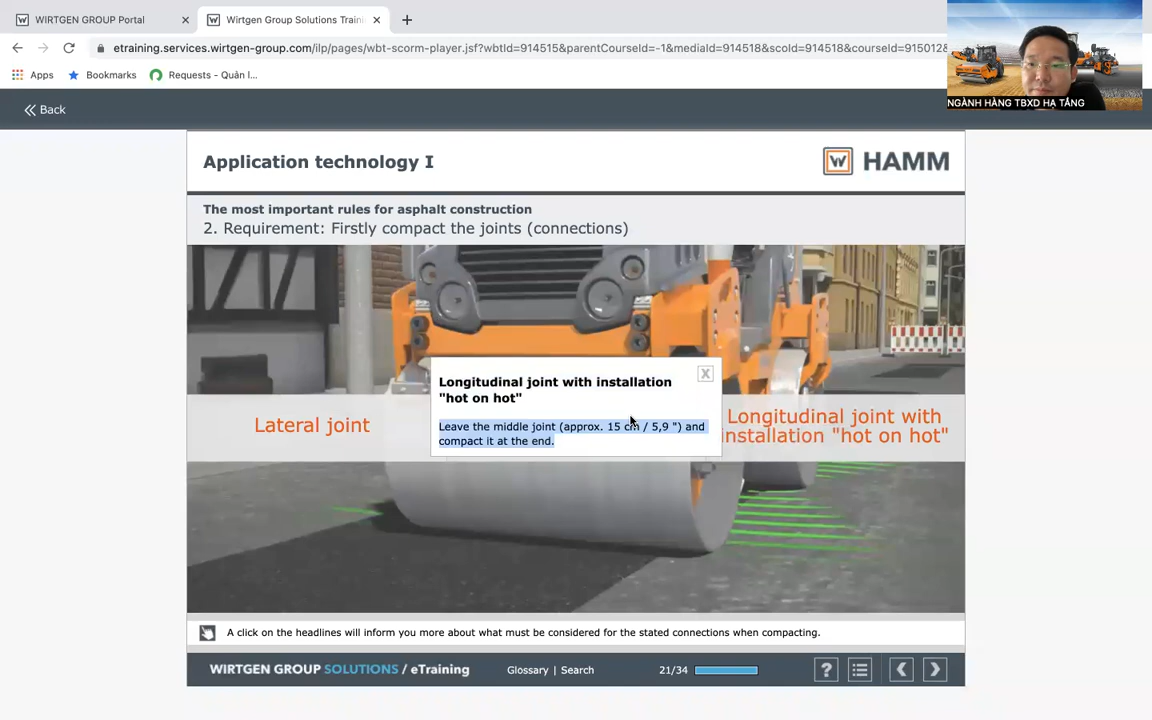 WIRTGEN GROUP Portal
Wirtgen Group Solutions Traini
etraining.services.wirtgen-group.com/ilp/pages/wbt-scorm-player.jsf?wbtId=914515&parentCourseId=-1&mediaId=914518&scoId=914518&courseId=915012&
Apps
Bookmarks
Requests - Quản l...
NGÀNH HÀNG TBXD HẠ TẦNG
Back
Application technology I
W HAMM
The most important rules for asphalt construction
2. Requirement: Firstly compact the joints (connections)
Longitudinal joint with installation
"hot on hot"
X
Leave the middle joint (approx. 15 cm / 5,9 ") and
compact it at the end.
Lateral joint
Longitudinal joint with
installation "hot on hot"
A click on the headlines will inform you more about what must be considered for the stated connections when compacting.
WIRTGEN GROUP SOLUTIONS / eTraining
Glossary | Search
21/34
?